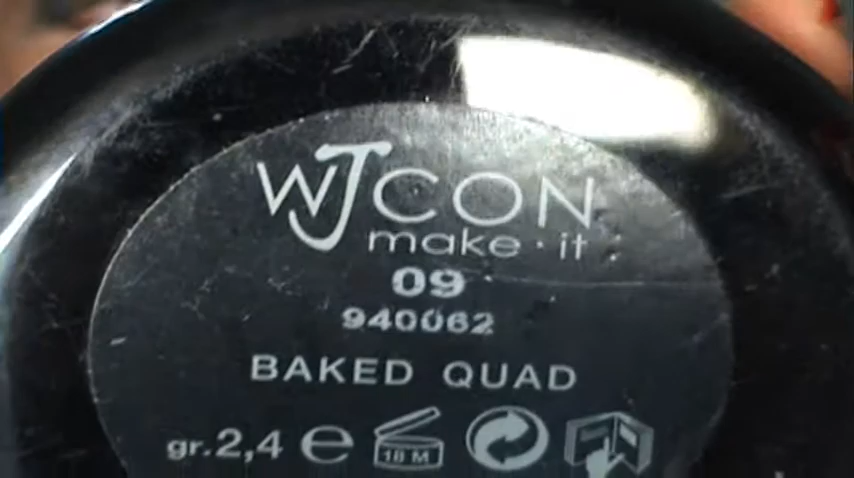 WJCON
make·it
09
940062
BAKED QUAD
gr.2,4 e 18 M